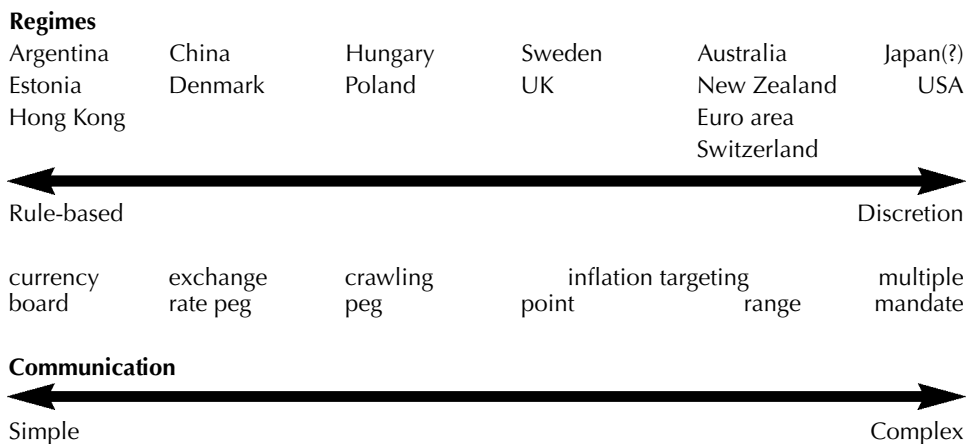 Regimes
Argentina China Hungary Sweden Australia Japan(?)
Estonia Denmark Poland UK New Zealand USA
Hong Kong Euro area
Switzerland
Rule-based Discretion
currency exchange crawling inflation targeting multiple
board rate peg peg point range mandate
Communication
Simple Complex